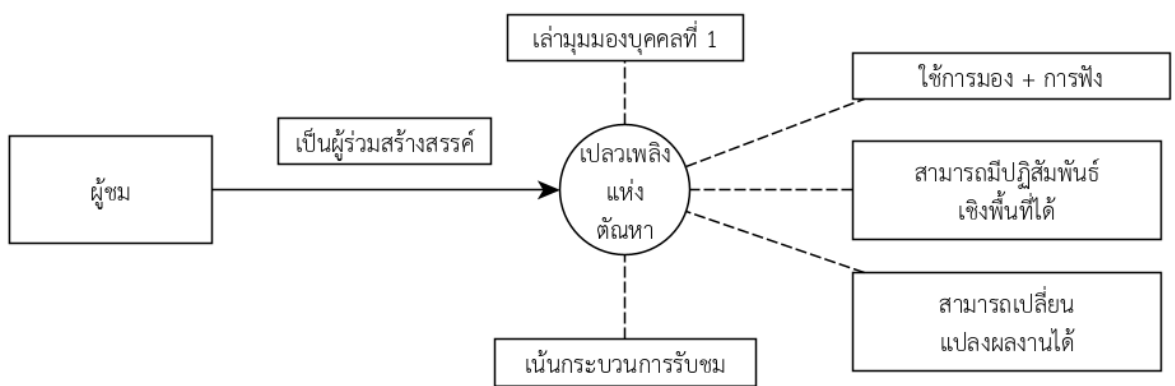 เล่ามุมมองบุคคลที่ 1
ใช้การมอง + การฟัง
เป็นผู้ร่วมสร้างสรรค์
ผู้ชม
เปลวเพลิง
แห่ง
ตัณหา
สามารถมีปฏิสัมพันธ์
เชิงพื้นที่ได้
สามารถเปลี่ยน
แปลงผลงานได้
เน้นกระบวนการรับชม